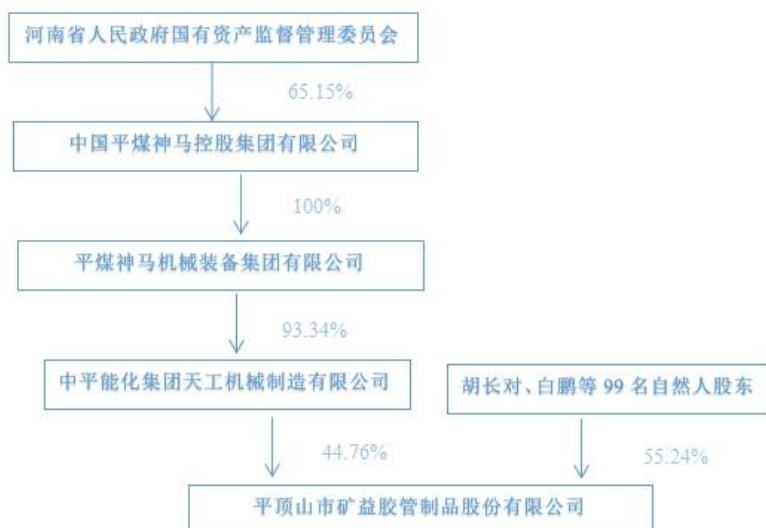 河南省人民政府国有资产监督管理委员会
65.15%
中国平煤神马控股集团有限公司
100%
平煤神马机械装备集团有限公司
93.34%
中平能化集团天工机械制造有限公司
胡长对、白鹏等 99 名自然人股东
44.76%
55.24%
平顶山市矿益胶管制品股份有限公司